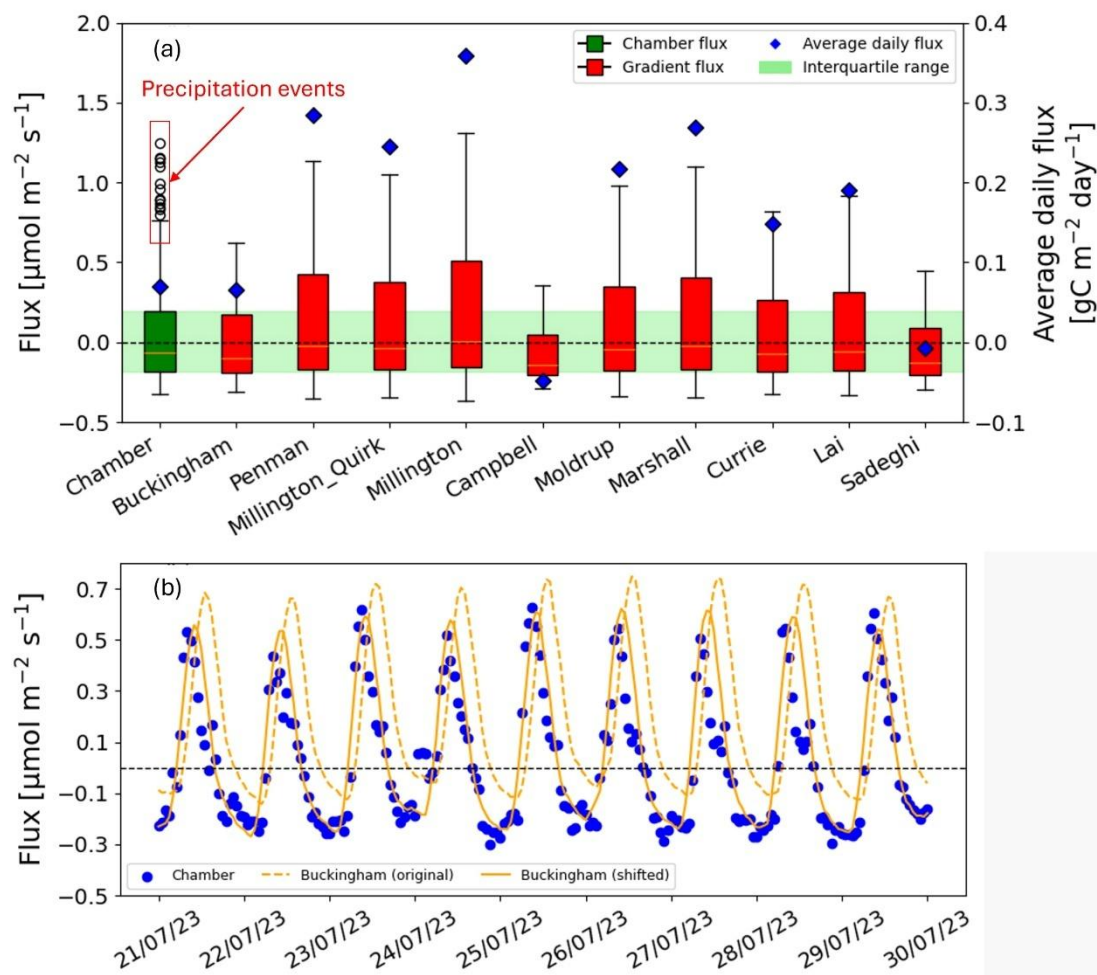 (a)
Precipitation events
Chamber flux
Gradient flux
Average daily flux
Interquartile range
2.0
1.5
1.0
0.5
0.0
−0.5
Flux [µmol m⁻² s⁻¹]
0.4
0.3
0.2
0.1
0.0
−0.1
Average daily flux
[gC m⁻² day⁻¹]
Chamber
Buckingham
Penman
Millington_Quirk
Millington
Campbell
Moldrup
Marshall
Currie
Lai
Sadeghi
(b)
0.7
0.5
0.3
0.1
−0.1
−0.3
−0.5
Flux [µmol m⁻² s⁻¹]
Chamber
Buckingham (original)
Buckingham (shifted)
21/07/23
22/07/23
23/07/23
24/07/23
25/07/23
26/07/23
27/07/23
28/07/23
29/07/23
30/07/23